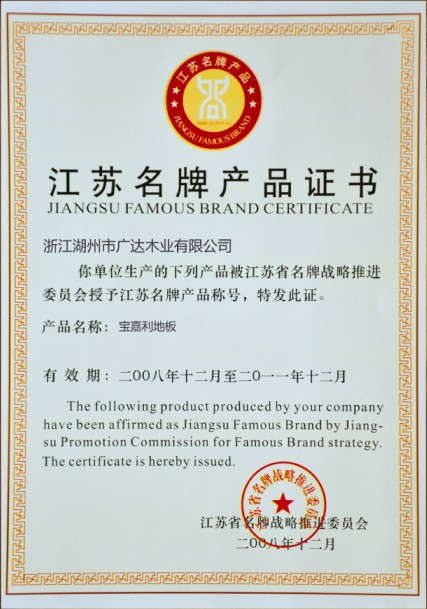 江苏名牌产品
JIANGSU FAMOUS BRAND
江苏名牌产品证书
JIANGSU FAMOUS BRAND CERTIFICATE
浙江湖州市广达木业有限公司
你单位生产的下列产品被江苏省名牌战略推进
委员会授予江苏名牌产品称号，特发此证。
产品名称： 宝嘉利地板
有效期：二00八年十二月至二0一一年十二月
The following product produced by your company
have been affirmed as Jiangsu Famous Brand by Jiang-
su Promotion Commission for Famous Brand strategy.
The certificate is hereby issued.
江苏省名牌战略推进委员会
江苏省名牌战略推进委员会
二00八年十二月